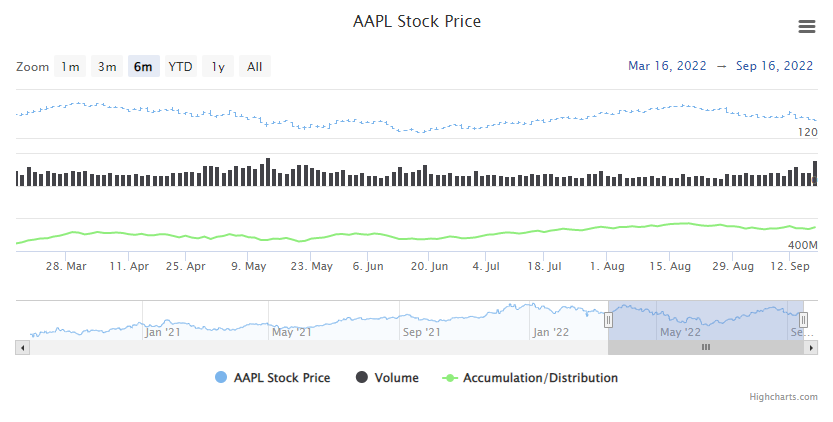 AAPL Stock Price
Zoom 1m 3m 6m YTD 1y All Mar 16, 2022 → Sep 16, 2022
120
400M
28. Mar 11. Apr 25. Apr 9. May 23. May 6. Jun 20. Jun 4. Jul 18. Jul 1. Aug 15. Aug 29. Aug 12. Sep
Jan '21 May '21 Sep '21 Jan '22 May '22 Se...
AAPL Stock Price Volume Accumulation/Distribution
Highcharts.com